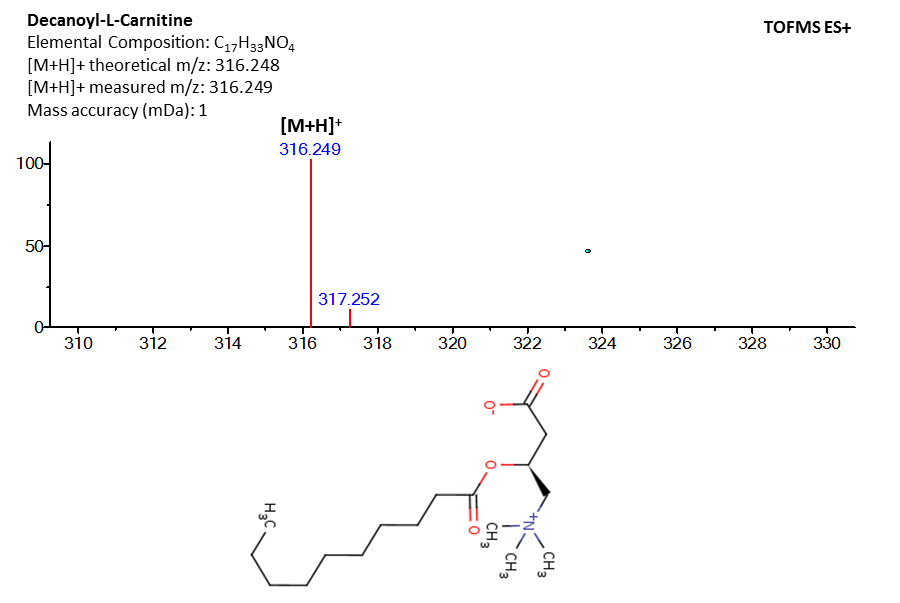 Decanoyl-L-Carnitine
TOFMS ES+
Elemental Composition: C₁₇H₃₃NO₄
[M+H]+ theoretical m/z: 316.248
[M+H]+ measured m/z: 316.249
Mass accuracy (mDa): 1
[M+H]⁺
316.249
100
50
317.252
0
310 312 314 316 318 320 322 324 326 328 330
O
O-
O
H₃C
O
CH₃
N+
CH₃
CH₃